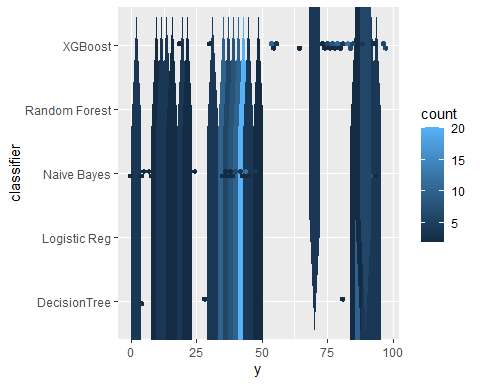 XGBoost
Random Forest
Naive Bayes
Logistic Reg
DecisionTree
classifier
0
25
50
75
100
y
count
20
15
10
5